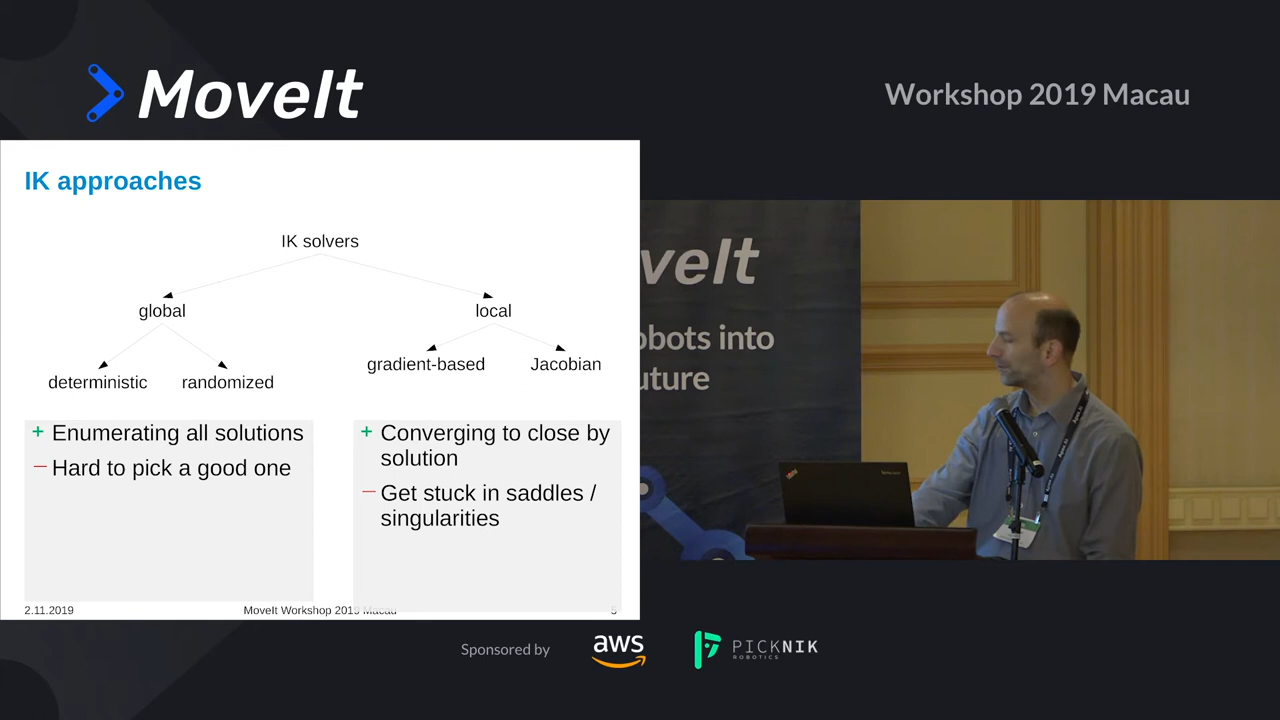 MoveIt
Workshop 2019 Macau
IK approaches
IK solvers
global
local
deterministic
randomized
gradient-based
Jacobian
+ Enumerating all solutions
– Hard to pick a good one
+ Converging to close by
solution
– Get stuck in saddles /
singularities
2.11.2019
MoveIt Workshop 2019 Macau
5
veIt
obots into
uture
Sponsored by
aws
PICKNIK
ROBOTICS